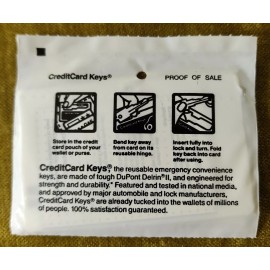 CreditCard Keys®
PROOF OF SALE
Store in the credit
card pouch of your
wallet or purse.
Bend key away
from card on its
reusable hinge.
Insert fully into
lock and turn. Fold
key back into card
after using.
CreditCard Keys®, the reusable emergency convenience
keys, are made of tough DuPont Delrin®II, and engineered for
strength and durability.* Featured and tested in national media,
and approved by major automobile and lock manufacturers,
CreditCard Keys® are already tucked into the wallets of millions
of people. 100% satisfaction guaranteed.